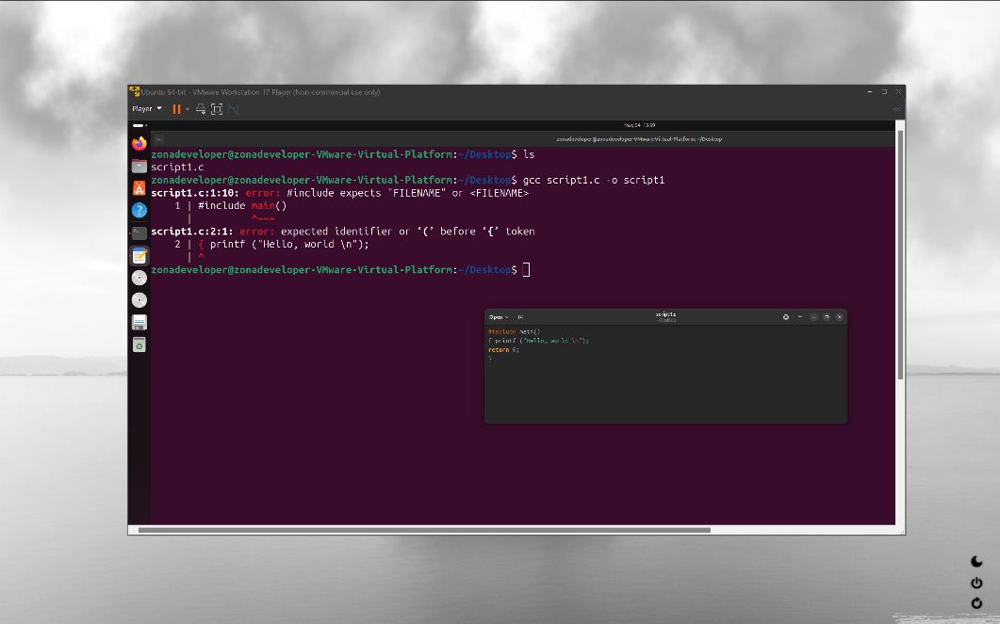 Ubuntu 64-bit - VMware Workstation 17 Player (Non-commercial use only)
Player
May 24 13:39
zonadeveloper@zonadeveloper-VMware-Virtual-Platform: ~/Desktop
zonadeveloper@zonadeveloper-VMware-Virtual-Platform:~/Desktop$ ls
script1.c
zonadeveloper@zonadeveloper-VMware-Virtual-Platform:~/Desktop$ gcc script1.c -o script1
script1.c:1:10: error: #include expects "FILENAME" or <FILENAME>
1 | #include main()
| ^~~~
script1.c:2:1: error: expected identifier or ‘(’ before ‘{’ token
2 | { printf ("Hello, world \n");
| ^
zonadeveloper@zonadeveloper-VMware-Virtual-Platform:~/Desktop$
Open
script1.c
~/Desktop
#include main()
{ printf ("Hello, world \n");
return 0;
}